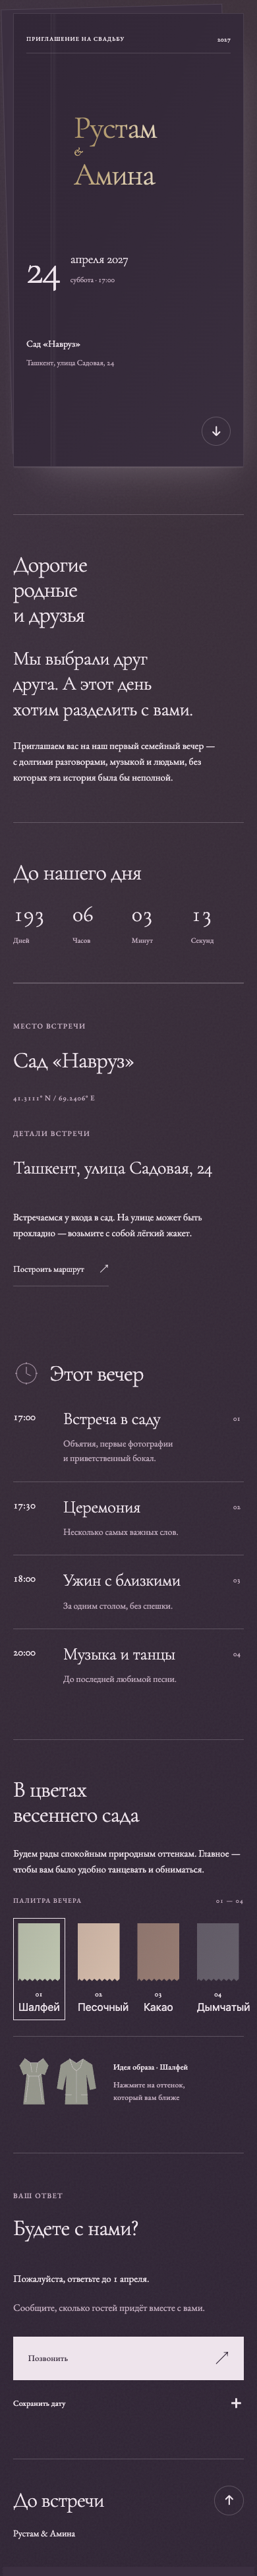 ПРИГЛАШЕНИЕ НА СВАДЬБУ 2027
Рустам
&
Амина
24 апреля 2027
суббота · 17:00
Сад «Навруз»
Ташкент, улица Садовая, 24
Дорогие
родные
и друзья
Мы выбрали друг
друга. А этот день
хотим разделить с вами.
Приглашаем вас на наш первый семейный вечер —
с долгими разговорами, музыкой и людьми, без
которых эта история была бы неполной.
До нашего дня
193 06 03 13
Дней Часов Минут Секунд
МЕСТО ВСТРЕЧИ
Сад «Навруз»
41.3111° N / 69.2406° E
ДЕТАЛИ ВСТРЕЧИ
Ташкент, улица Садовая, 24
Встречаемся у входа в сад. На улице может быть
прохладно — возьмите с собой лёгкий жакет.
Построить маршрут
Этот вечер
17:00 Встреча в саду 01
Объятия, первые фотографии
и приветственный бокал.
17:30 Церемония 02
Несколько самых важных слов.
18:00 Ужин с близкими 03
За одним столом, без спешки.
20:00 Музыка и танцы 04
До последней любимой песни.
В цветах
весеннего сада
Будем рады спокойным природным оттенкам. Главное —
чтобы вам было удобно танцевать и обниматься.
ПАЛИТРА ВЕЧЕРА 01 — 04
01 02 03 04
Шалфей Песочный Какао Дымчатый
Идея образа · Шалфей
Нажмите на оттенок,
который вам ближе
ВАШ ОТВЕТ
Будете с нами?
Пожалуйста, ответьте до 1 апреля.
Сообщите, сколько гостей придёт вместе с вами.
Позвонить
Сохранить дату
До встречи
Рустам & Амина